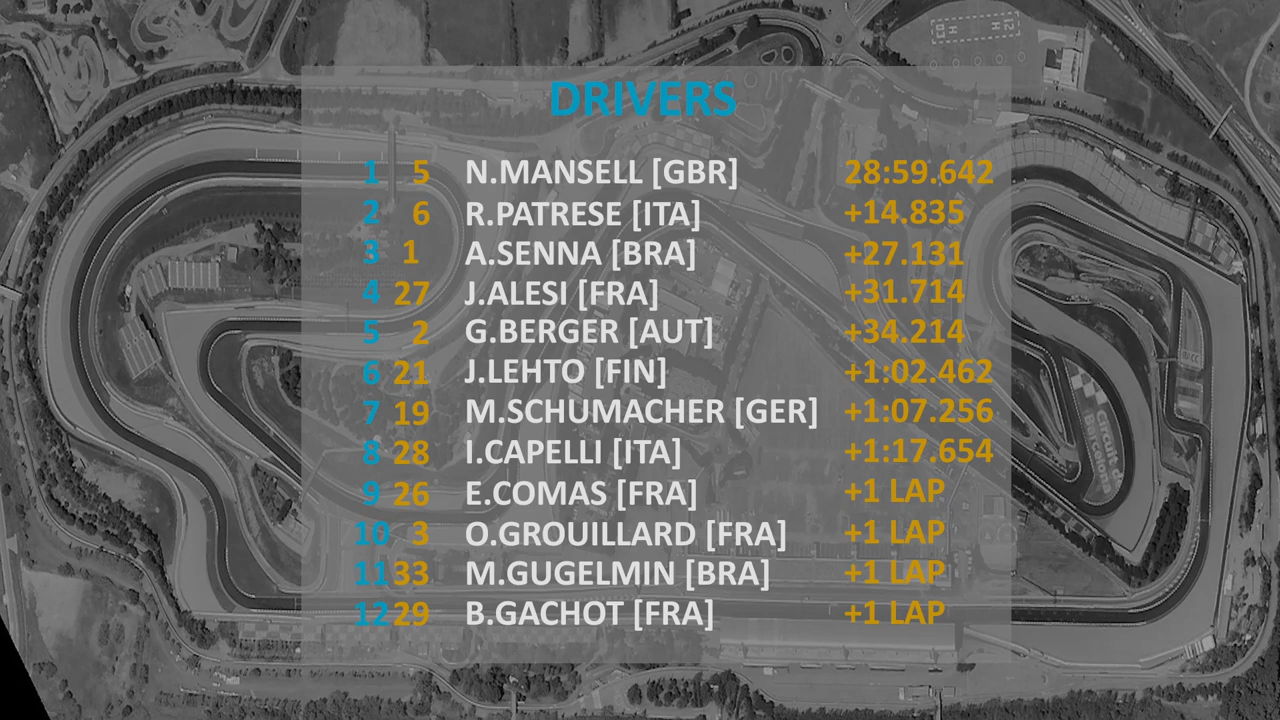 DRIVERS
1 5 N.MANSELL [GBR] 28:59.642
2 6 R.PATRESE [ITA] +14.835
3 1 A.SENNA [BRA] +27.131
4 27 J.ALESI [FRA] +31.714
5 2 G.BERGER [AUT] +34.214
6 21 J.LEHTO [FIN] +1:02.462
7 19 M.SCHUMACHER [GER] +1:07.256
8 28 I.CAPELLI [ITA] +1:17.654
9 26 E.COMAS [FRA] +1 LAP
10 3 O.GROUILLARD [FRA] +1 LAP
11 33 M.GUGELMIN [BRA] +1 LAP
12 29 B.GACHOT [FRA] +1 LAP
Circuit de
Barcelona